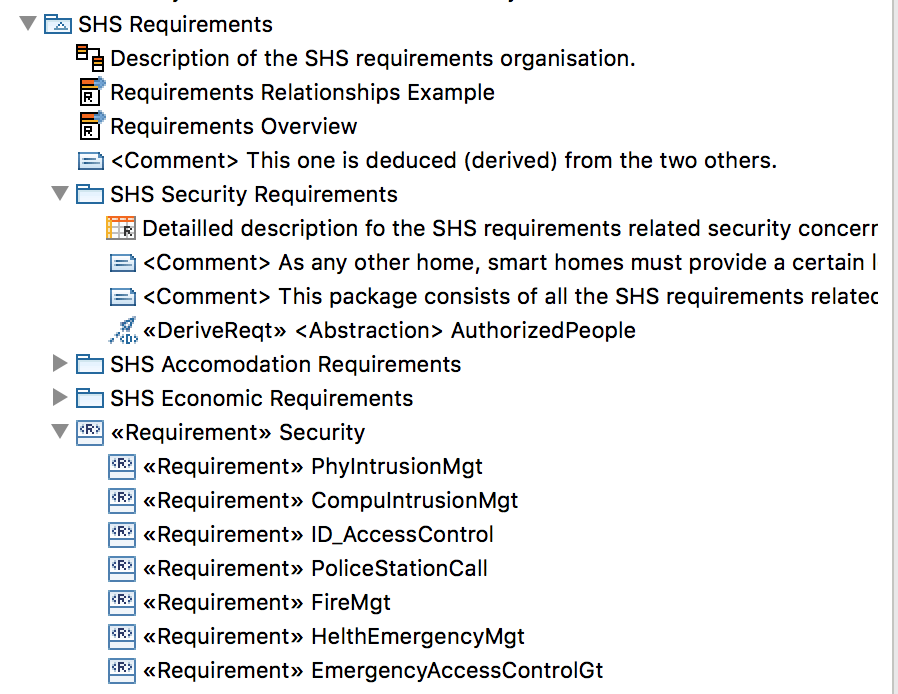 SHS Requirements
Description of the SHS requirements organisation.
Requirements Relationships Example
Requirements Overview
<Comment> This one is deduced (derived) from the two others.
SHS Security Requirements
Detailled description fo the SHS requirements related security
<Comment> As any other home, smart homes must provide a certain
<Comment> This package consists of all the SHS requirements
«DeriveReqt» <Abstraction> AuthorizedPeople
SHS Accomodation Requirements
SHS Economic Requirements
«Requirement» Security
«Requirement» PhyIntrusionMgt
«Requirement» CompuIntrusionMgt
«Requirement» ID_AccessControl
«Requirement» PoliceStationCall
«Requirement» FireMgt
«Requirement» HelthEmergencyMgt
«Requirement» EmergencyAccessControlGt